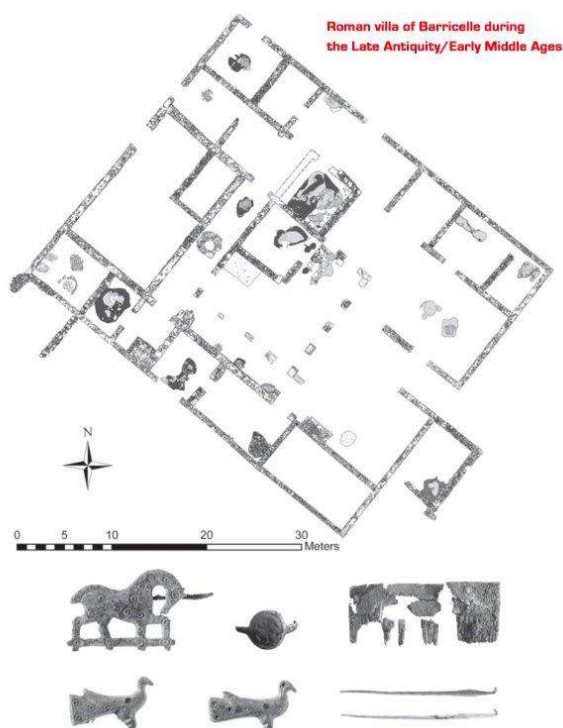 Roman villa of Barricelle during
the Late Antiquity/Early Middle Ages
N
0 5 10 20 30
Meters